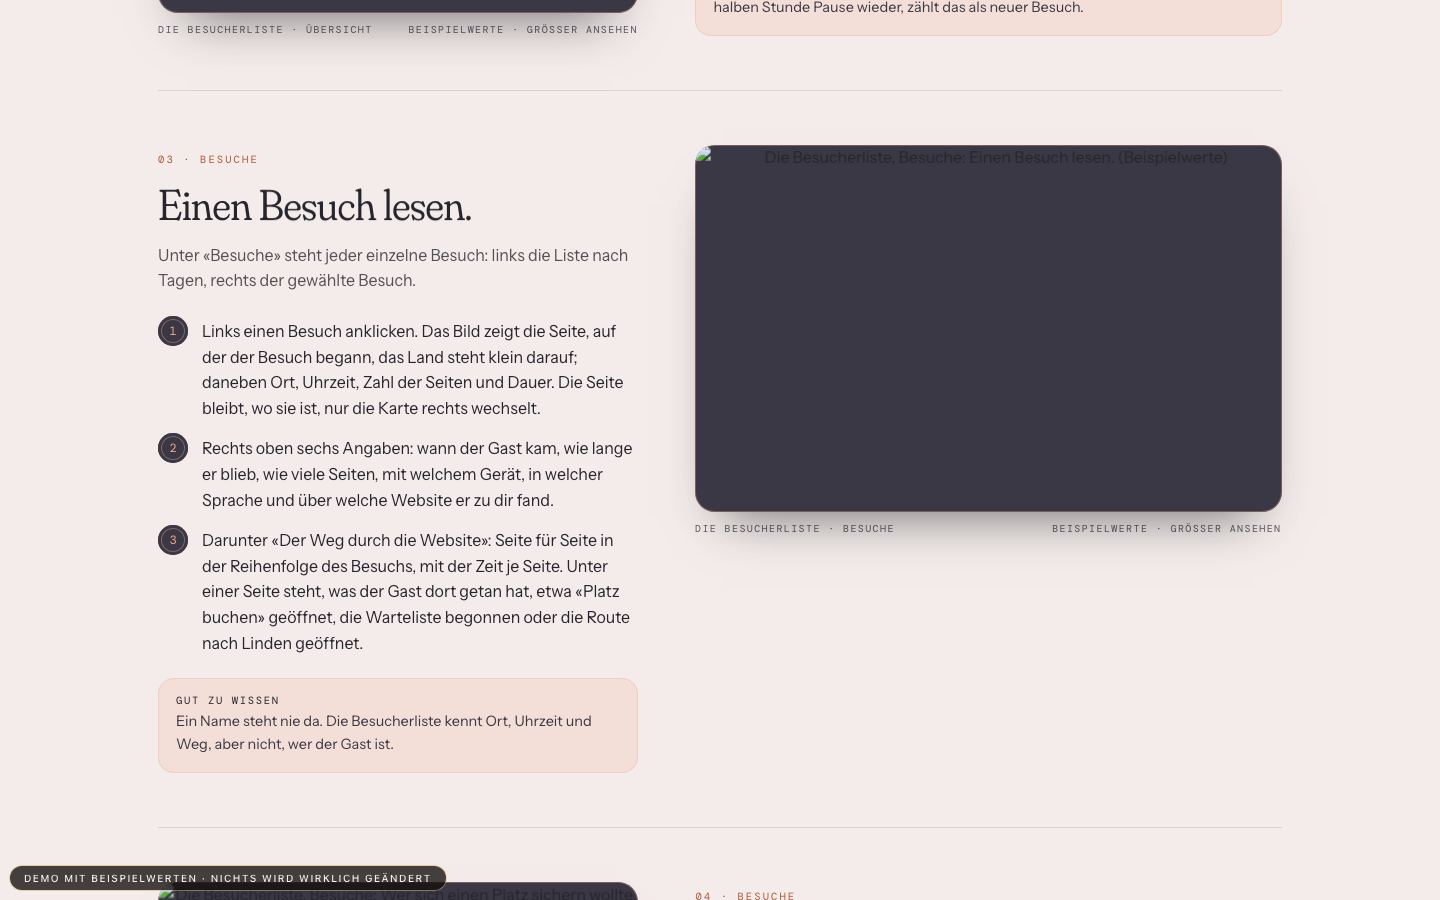 halben Stunde Pause wieder, zählt das als neuer Besuch.
DIE BESUCHERLISTE · ÜBERSICHT
BEISPIELWERTE · GRÖSSER ANSEHEN
03 · BESUCHE
Einen Besuch lesen.
Unter «Besuche» steht jeder einzelne Besuch: links die Liste nach
Tagen, rechts der gewählte Besuch.
1
Links einen Besuch anklicken. Das Bild zeigt die Seite, auf
der der Besuch begann, das Land steht klein darauf;
daneben Ort, Uhrzeit, Zahl der Seiten und Dauer. Die Seite
bleibt, wo sie ist, nur die Karte rechts wechselt.
2
Rechts oben sechs Angaben: wann der Gast kam, wie lange
er blieb, wie viele Seiten, mit welchem Gerät, in welcher
Sprache und über welche Website er zu dir fand.
3
Darunter «Der Weg durch die Website»: Seite für Seite in
der Reihenfolge des Besuchs, mit der Zeit je Seite. Unter
einer Seite steht, was der Gast dort getan hat, etwa «Platz
buchen» geöffnet, die Warteliste begonnen oder die Route
nach Linden geöffnet.
GUT ZU WISSEN
Ein Name steht nie da. Die Besucherliste kennt Ort, Uhrzeit und
Weg, aber nicht, wer der Gast ist.
Die Besucherliste, Besuche: Einen Besuch lesen. (Beispielwerte)
DIE BESUCHERLISTE · BESUCHE
BEISPIELWERTE · GRÖSSER ANSEHEN
DEMO MIT BEISPIELWERTEN · NICHTS WIRD WIRKLICH GEÄNDERT
Die Besucherliste, Besuche: Wer sich einen Platz sichern wollte
04 · BESUCHE